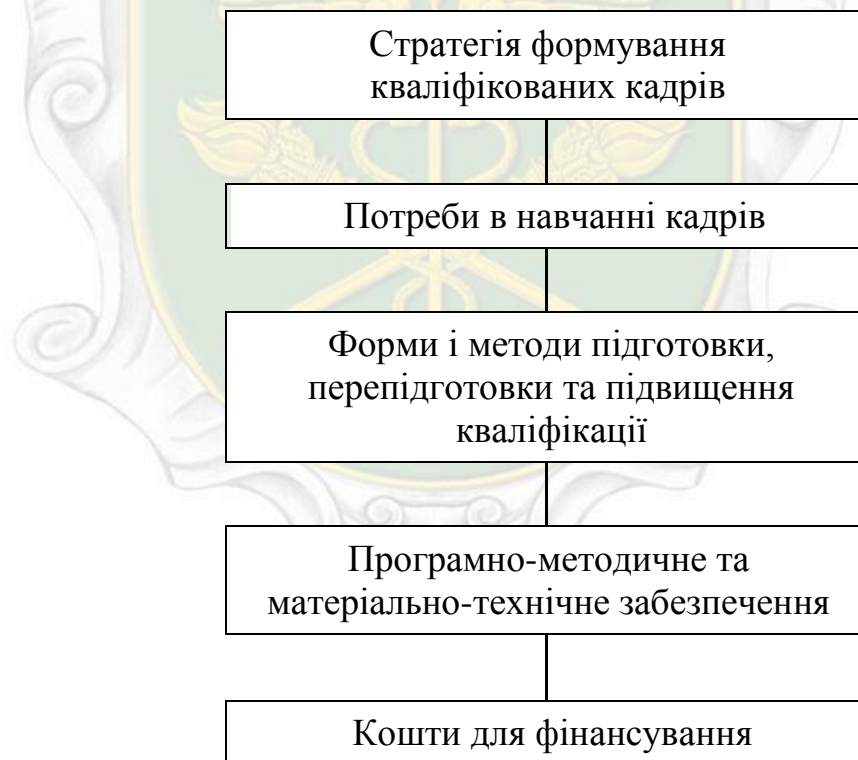 Стратегія формування
кваліфікованих кадрів
Потреби в навчанні кадрів
Форми і методи підготовки,
перепідготовки та підвищення
кваліфікації
Програмно-методичне та
матеріально-технічне забезпечення
Кошти для фінансування